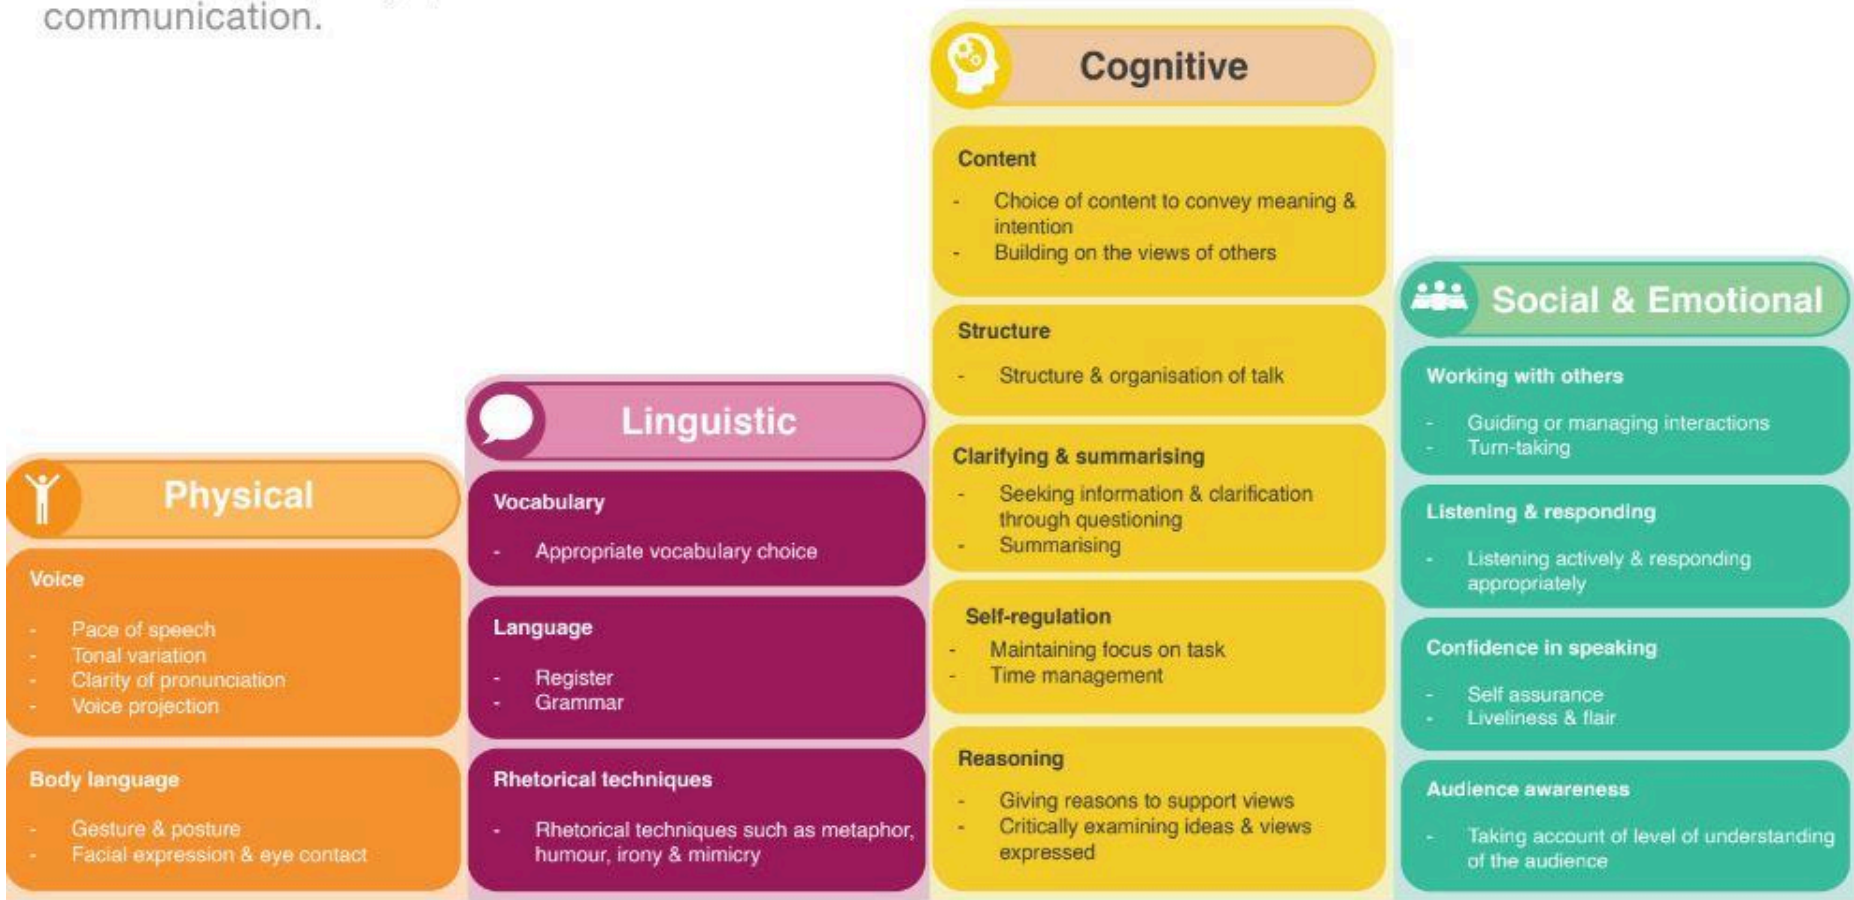 communication.
Physical
Voice
- Pace of speech
- Tonal variation
- Clarity of pronunciation
- Voice projection
Body language
- Gesture & posture
- Facial expression & eye contact
Linguistic
Vocabulary
- Appropriate vocabulary choice
Language
- Register
- Grammar
Rhetorical techniques
- Rhetorical techniques such as metaphor,
humour, irony & mimicry
Cognitive
Content
- Choice of content to convey meaning &
intention
- Building on the views of others
Structure
- Structure & organisation of talk
Clarifying & summarising
- Seeking information & clarification
through questioning
- Summarising
Self-regulation
- Maintaining focus on task
- Time management
Reasoning
- Giving reasons to support views
- Critically examining ideas & views
expressed
Social & Emotional
Working with others
- Guiding or managing interactions
- Turn-taking
Listening & responding
- Listening actively & responding
appropriately
Confidence in speaking
- Self assurance
- Liveliness & flair
Audience awareness
- Taking account of level of understanding
of the audience